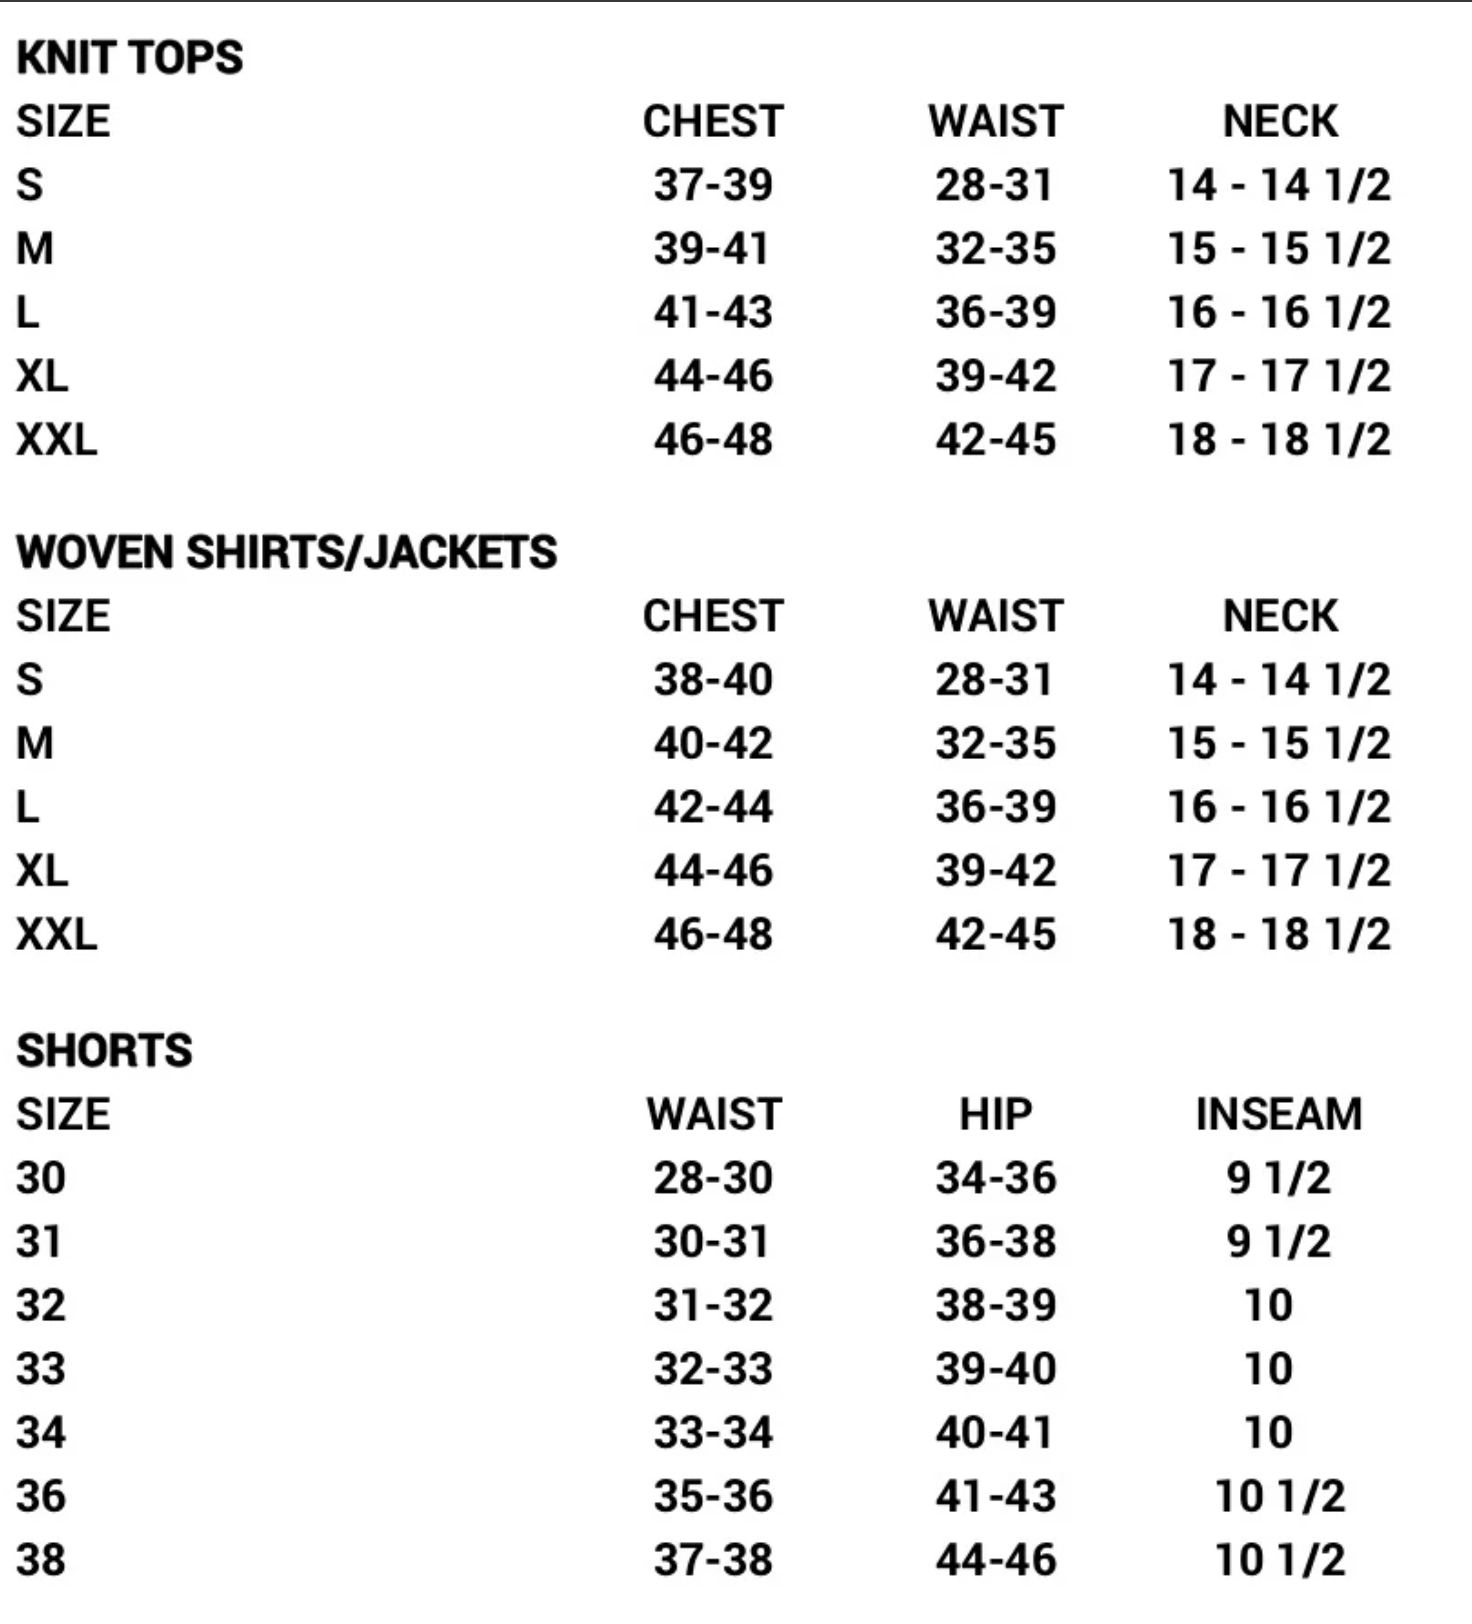 KNIT TOPS
SIZE CHEST WAIST NECK
S 37-39 28-31 14 - 14 1/2
M 39-41 32-35 15 - 15 1/2
L 41-43 36-39 16 - 16 1/2
XL 44-46 39-42 17 - 17 1/2
XXL 46-48 42-45 18 - 18 1/2
WOVEN SHIRTS/JACKETS
SIZE CHEST WAIST NECK
S 38-40 28-31 14 - 14 1/2
M 40-42 32-35 15 - 15 1/2
L 42-44 36-39 16 - 16 1/2
XL 44-46 39-42 17 - 17 1/2
XXL 46-48 42-45 18 - 18 1/2
SHORTS
SIZE WAIST HIP INSEAM
30 28-30 34-36 9 1/2
31 30-31 36-38 9 1/2
32 31-32 38-39 10
33 32-33 39-40 10
34 33-34 40-41 10
36 35-36 41-43 10 1/2
38 37-38 44-46 10 1/2